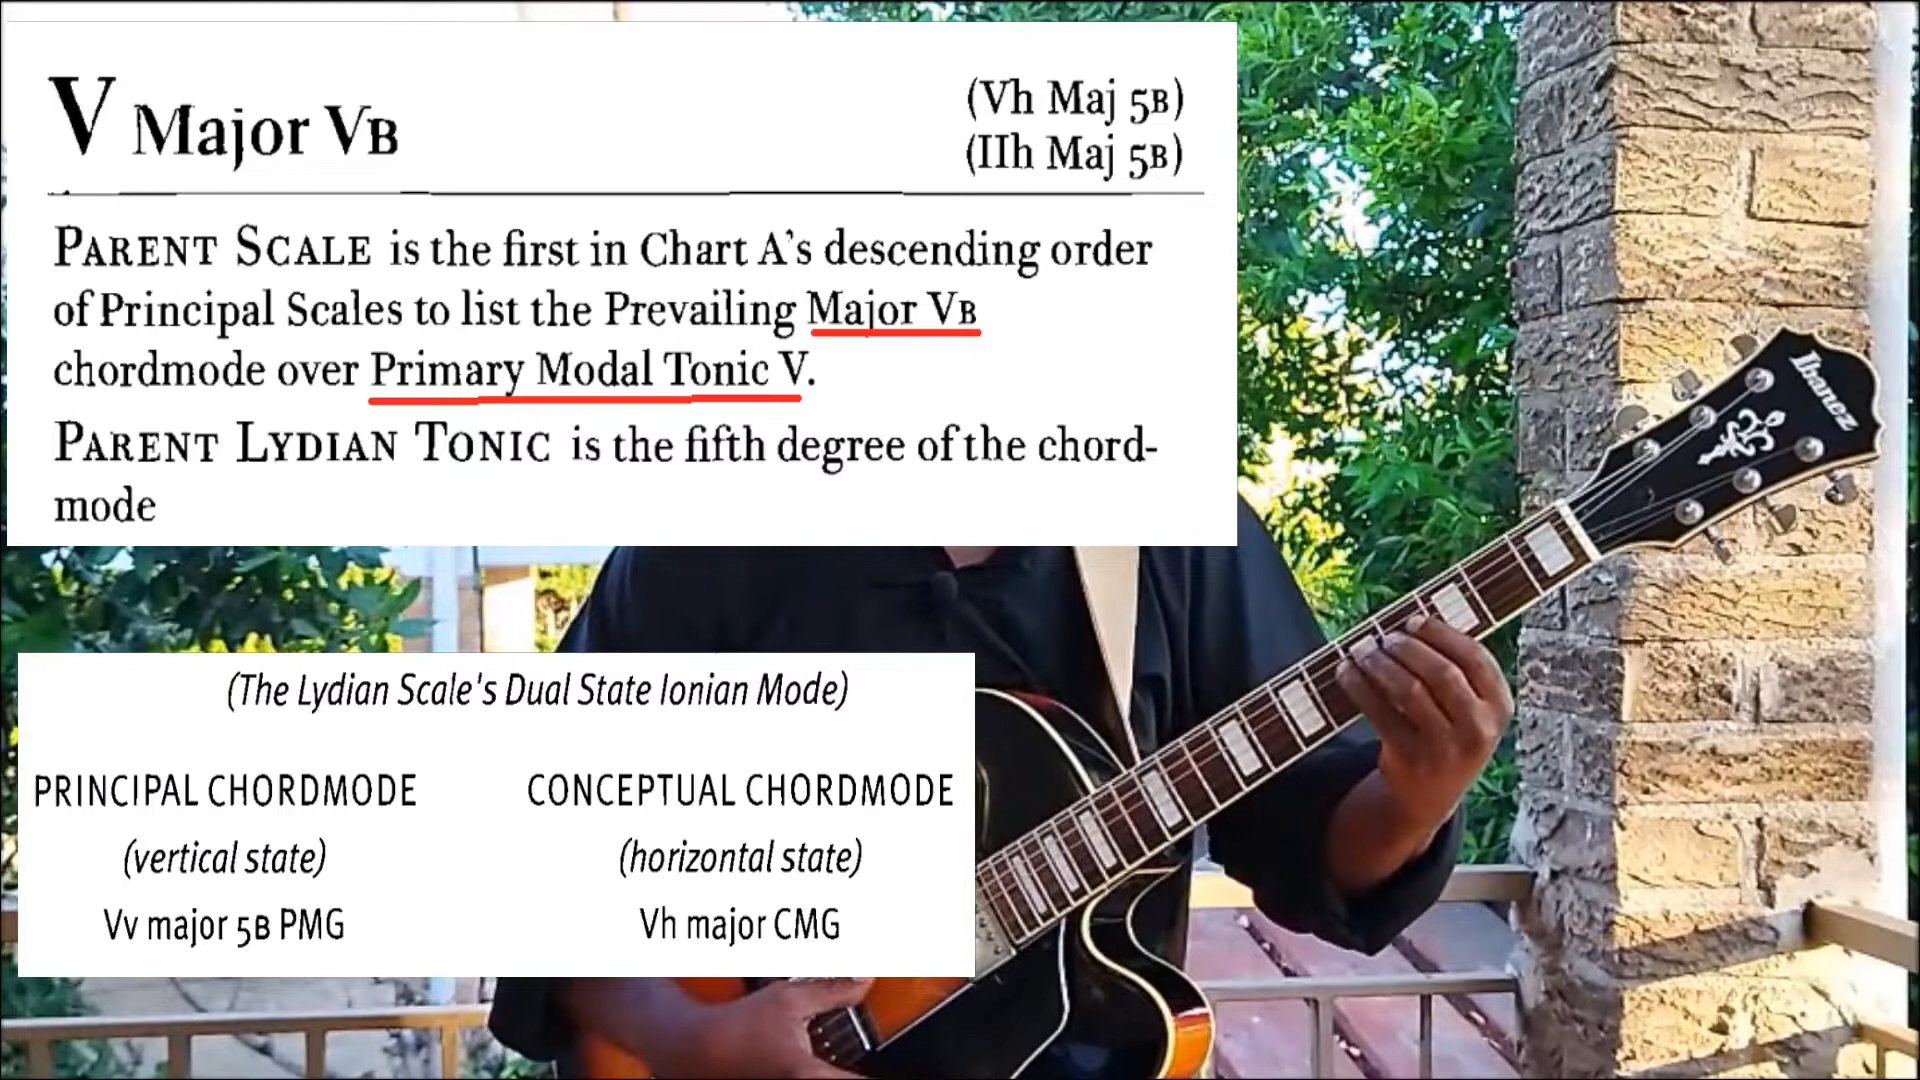 V Major VB
(Vh Maj 5B)
(IIh Maj 5B)
PARENT SCALE is the first in Chart A's descending order
of Principal Scales to list the Prevailing Major VB
chordmode over Primary Modal Tonic V.
PARENT LYDIAN TONIC is the fifth degree of the chord-
mode
(The Lydian Scale's Dual State Ionian Mode)
PRINCIPAL CHORDMODE
(vertical state)
Vv major 5B PMG
CONCEPTUAL CHORDMODE
(horizontal state)
Vh major CMG
Ibanez